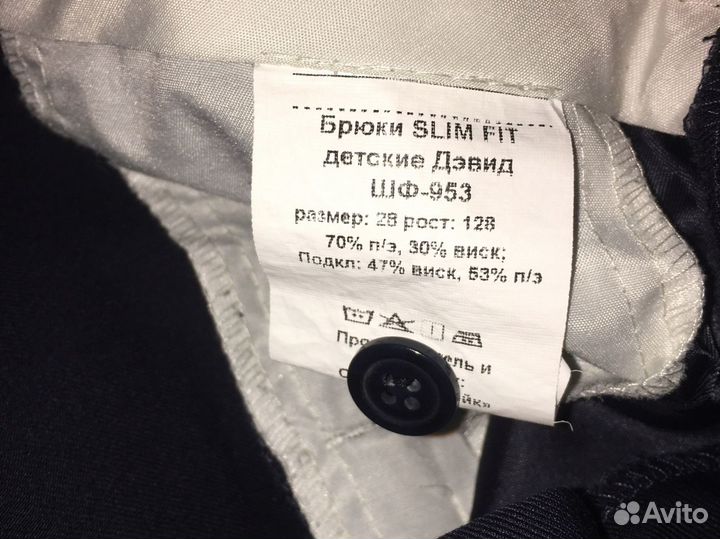 Брюки SLIM FIT
детские Дэвид
ШФ-953
размер: 28 рост: 128
70% п/э, 30% виск;
Подкл: 47% виск, 53% п/э
и
Avito